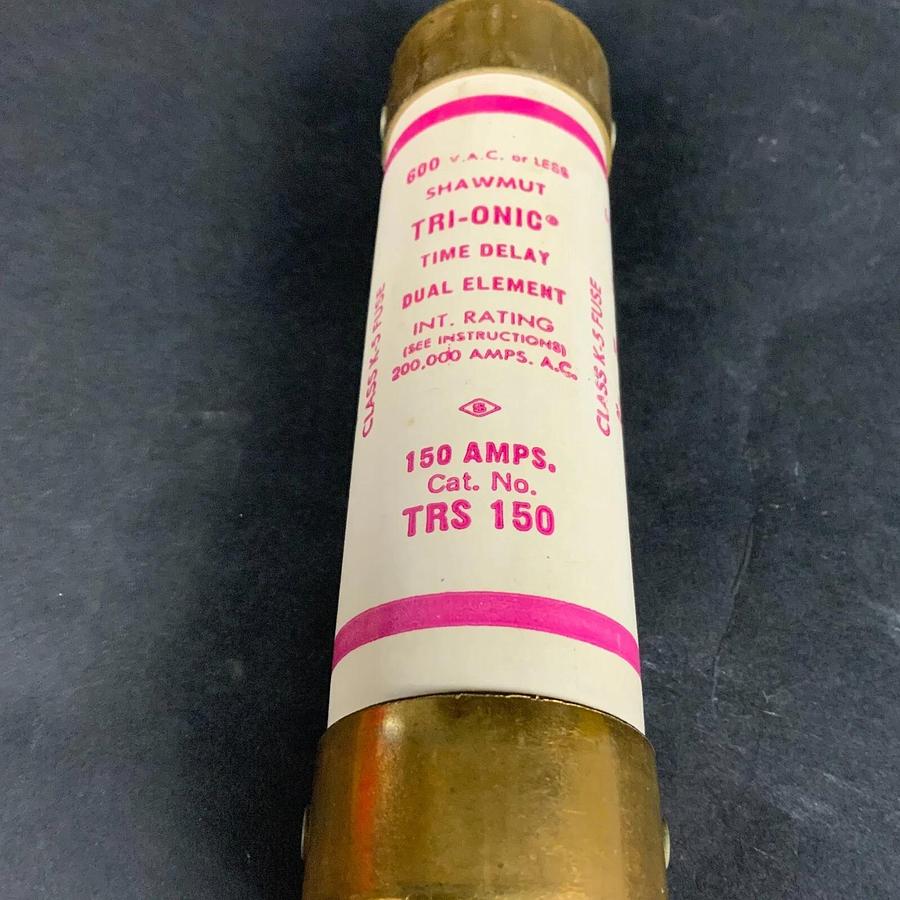 600 V.A.C. or LESS
SHAWMUT
TRI-ONIC®
TIME DELAY
DUAL ELEMENT
INT. RATING
(SEE INSTRUCTIONS)
200,000 AMPS. A.C.
S
150 AMPS.
Cat. No.
TRS 150
CLASS K-5 FUSE
CLASS K-5 FUSE